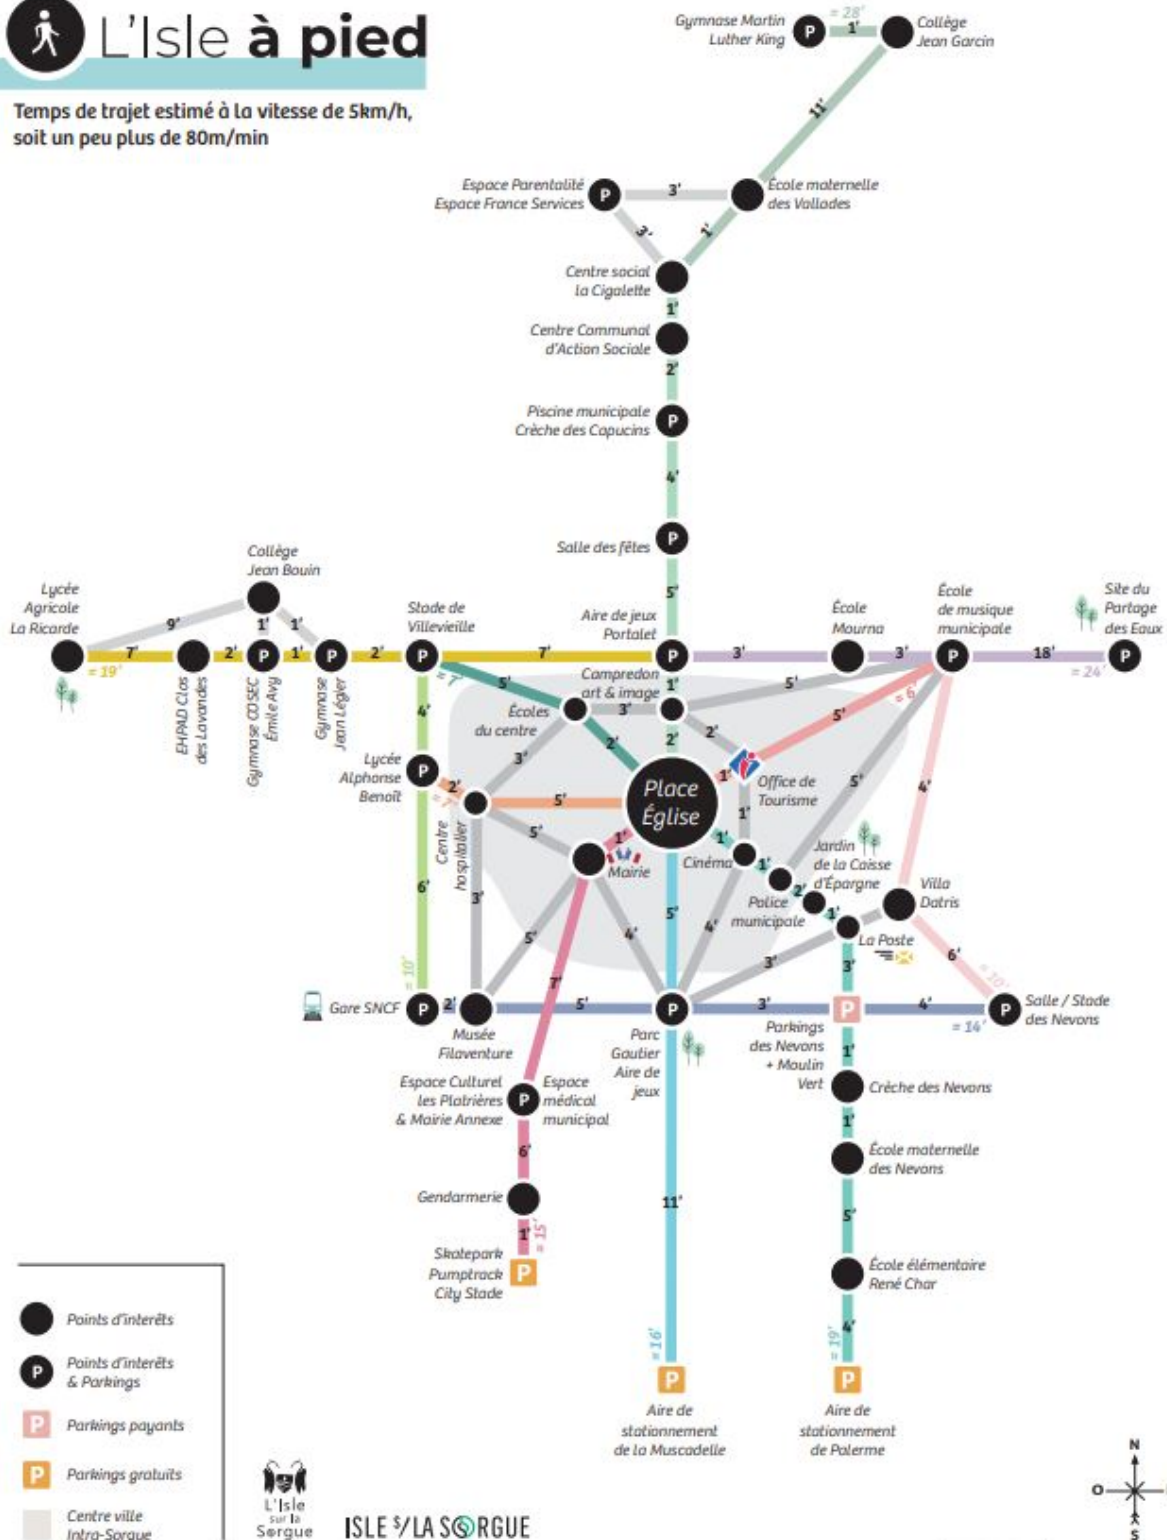 L'Isle à pied
Temps de trajet estimé à la vitesse de 5km/h,
soit un peu plus de 80m/min
Gymnase Martin
Luther King
P
= 28'
1'
Collège
Jean Garcin
11'
Espace Parentalité
Espace France Services
P
3'
École maternelle
des Vallades
3'
1'
Centre social
la Cigalette
1'
Centre Communal
d'Action Sociale
2'
Piscine municipale
Crèche des Capucins
P
4'
Salle des fêtes
P
5'
Collège
Jean Bouin
Lycée
Agricole
La Ricarde
9'
1'
1'
7'
= 19'
2'
P
1'
P
2'
EHPAD Clos
des Lavandes
Gymnase COSEC
Émile Avy
Gymnase
Jean Légier
Stade de
Villevieille
P
7'
= 7'
Aire de jeux
Portalet
P
3'
École
Mourna
3'
École
de musique
municipale
P
18'
= 24'
Site du
Partage
des Eaux
P
5'
Campredon
art & image
1'
5'
= 6'
4'
Écoles
du centre
3'
2'
2'
2'
5'
Lycée
Alphonse
Benoît
P
2'
= 7'
3'
5'
Place
Église
1'
Office de
Tourisme
1'
5'
4'
Centre
hospitalier
5'
1'
Mairie
1'
Cinéma
1'
Jardin
de la Caisse
d'Épargne
2'
Police
municipale
1'
Villa
Datris
La Poste
6'
3'
5'
4'
5'
4'
3'
3'
6'
= 10'
7'
= 10'
Gare SNCF
P
2'
Musée
Filaventure
5'
P
Parc
Gautier
Aire de
jeux
3'
P
Parkings
des Nevons
+ Moulin
Vert
4'
= 14'
P
Salle / Stade
des Nevons
1'
Crèche des Nevons
Espace Culturel
les Platrières
& Mairie Annexe
P
Espace
médical
municipal
1'
École maternelle
des Nevons
6'
Gendarmerie
11'
5'
1'
= 15'
Skatepark
Pumptrack
City Stade
P
École élémentaire
René Char
= 16'
= 19'
4'
P
Aire de
stationnement
de la Muscadelle
P
Aire de
stationnement
de Palerme
Points d'interêts
P
Points d'interêts
& Parkings
P
Parkings payants
P
Parkings gratuits
Centre ville
Intra-Sorgue
L'Isle
sur la
Sorgue
ISLE S/LA SORGUE
N
O
S